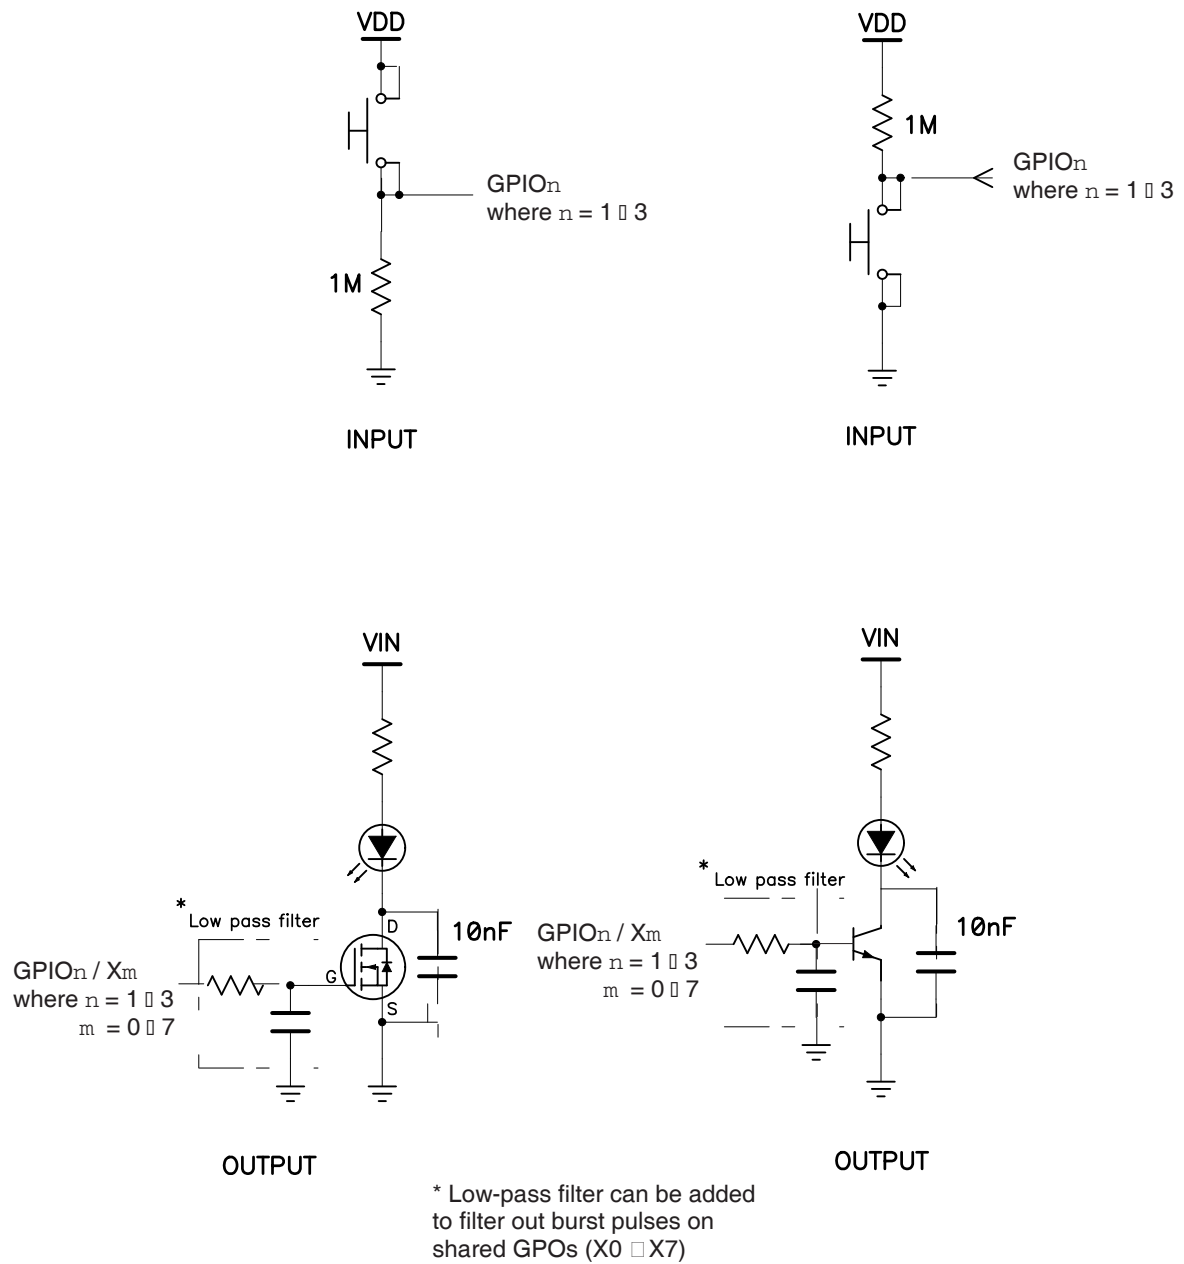 VDD
VDD
1M
GPIOn
where n = 1 ▯ 3
GPIOn
where n = 1 ▯ 3
1M
INPUT
INPUT
VIN
VIN
*
Low pass filter
10nF
GPIOn / Xm
where n = 1 ▯ 3
m = 0 ▯ 7
G
D
S
*
Low pass filter
10nF
GPIOn / Xm
where n = 1 ▯ 3
m = 0 ▯ 7
OUTPUT
OUTPUT
* Low-pass filter can be added
to filter out burst pulses on
shared GPOs (X0 □ X7)